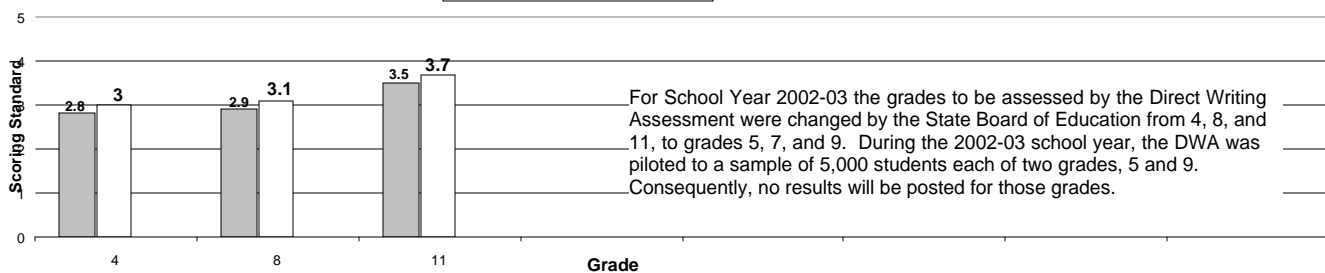 5
4
3
2
1
0
Scoring Standard
2.8
3
2.9
3.1
3.5
3.7
4
8
11
Grade
For School Year 2002-03 the grades to be assessed by the Direct Writing
Assessment were changed by the State Board of Education from 4, 8, and
11, to grades 5, 7, and 9.  During the 2002-03 school year, the DWA was
piloted to a sample of 5,000 students each of two grades, 5 and 9.
Consequently, no results will be posted for those grades.